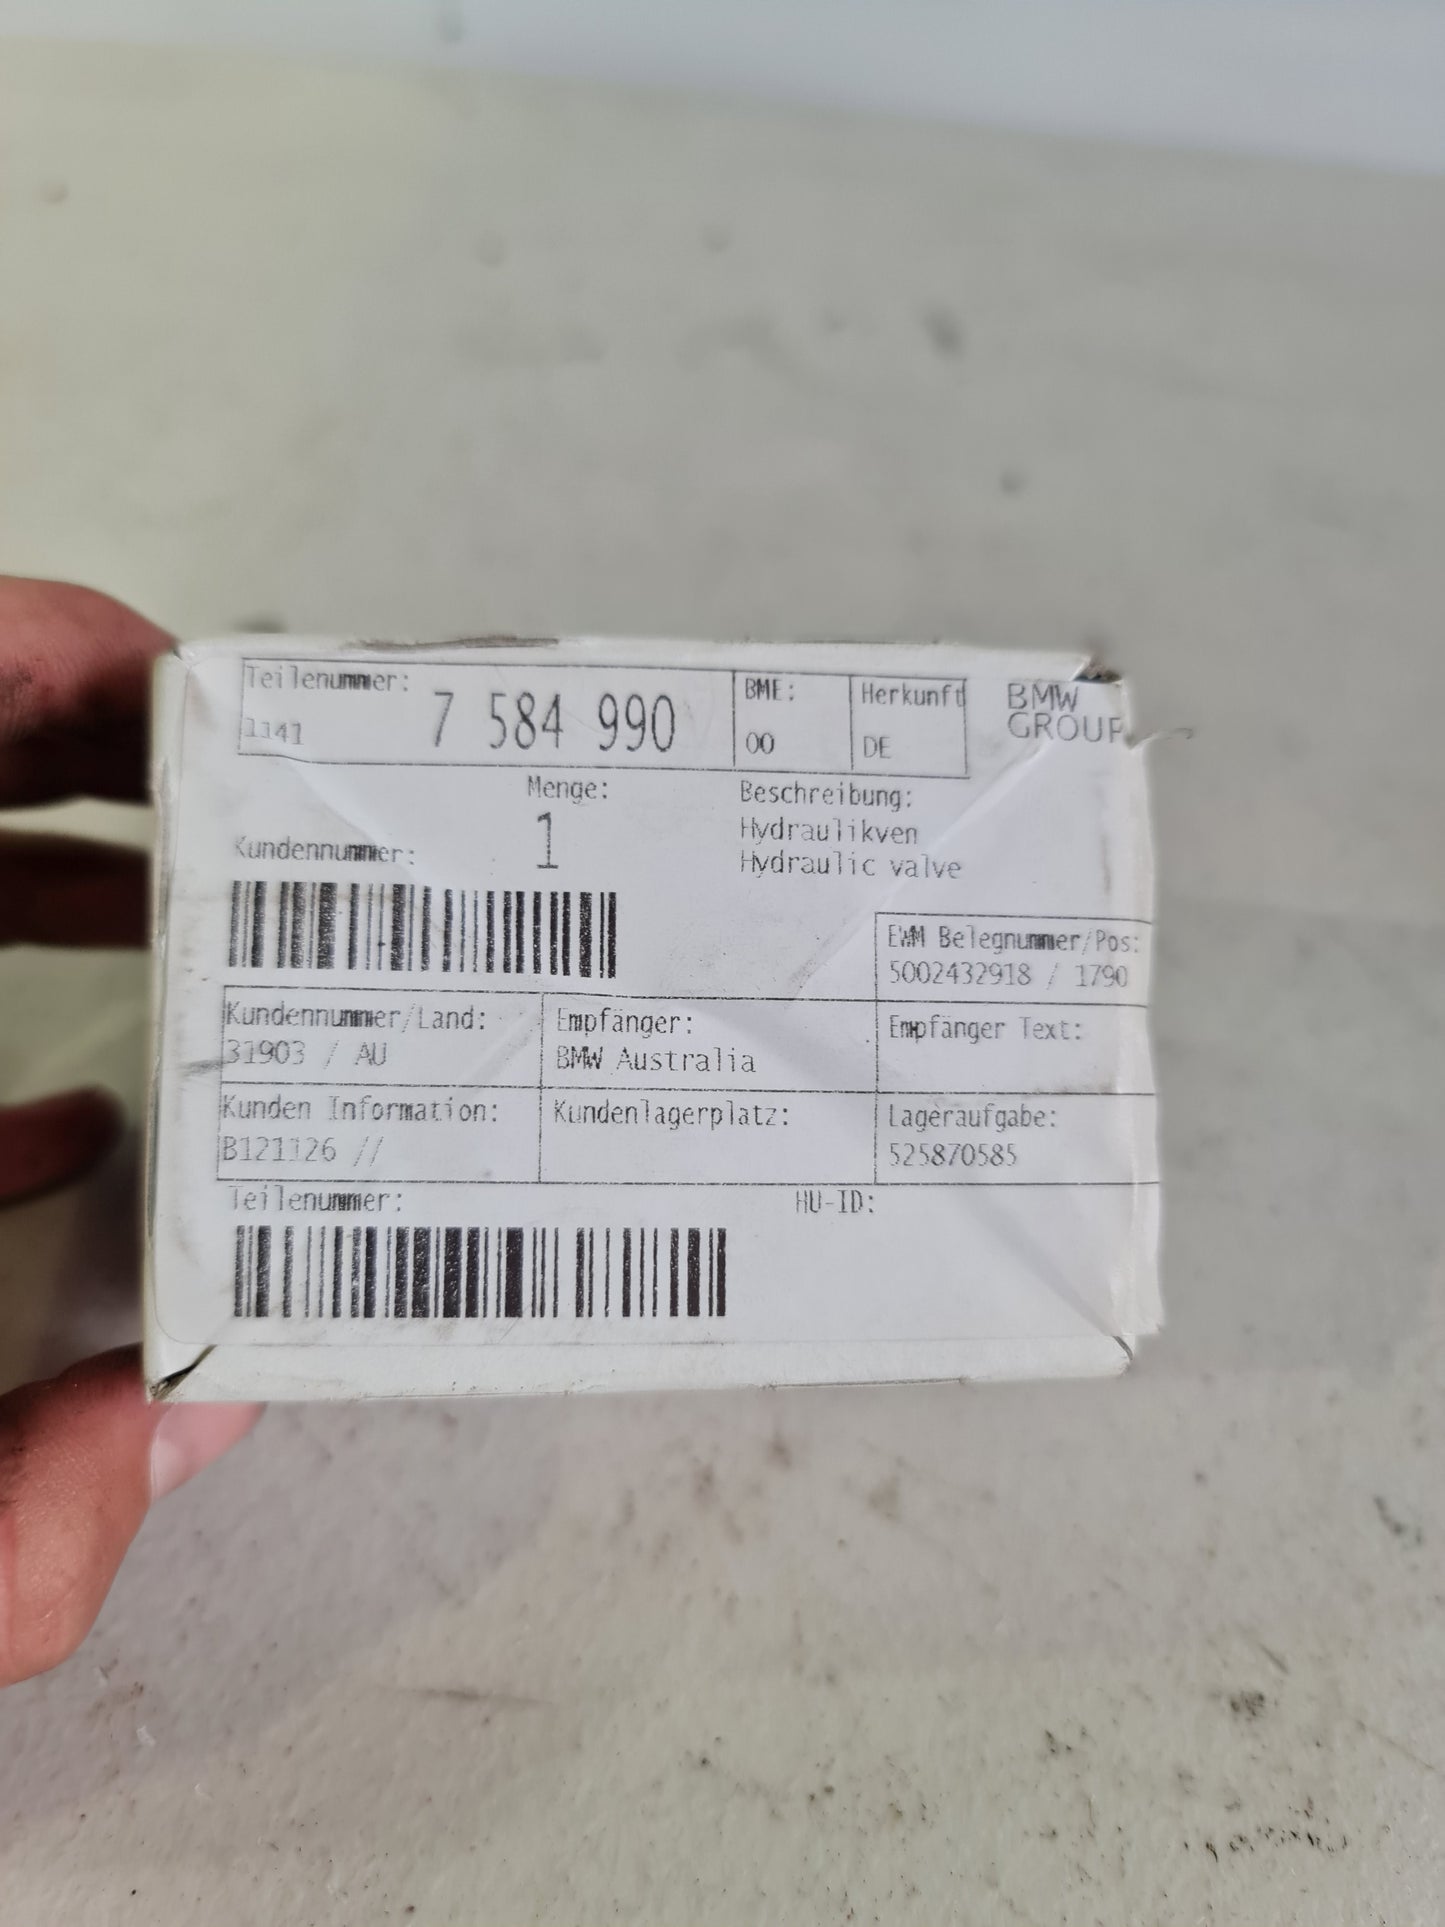 Teilenummer:
1141 7 584 990
BME:
00
Herkunft
DE
BMW
GROUP
Menge:
1
Beschreibung:
Hydraulikven
Hydraulic valve
Kundennummer:
EWM Belegnummer/Pos:
5002432918 / 1790
Kundennummer/Land:
31903 / AU
Empfänger:
BMW Australia
Empfänger Text:
Kunden Information:
B121126 //
Kundenlagerplatz:
Lageraufgabe:
525870585
Teilenummer:
HU-ID: